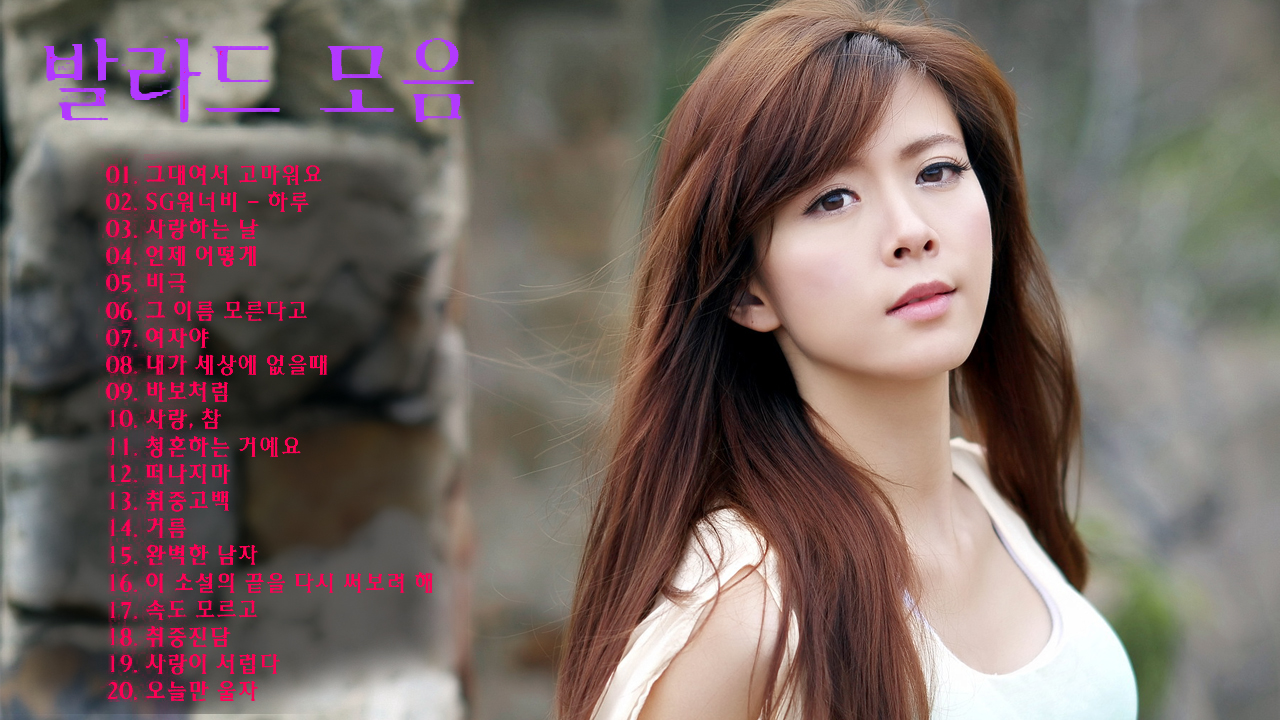 발라드 모음
01. 그대여서 고마워요
02. SG워너비 - 하루
03. 사랑하는 날
04. 인제 어떻게
05. 비극
06. 그 이름 모른다고
07. 여자야
08. 내가 세상에 없을때
09. 바보처럼
10. 사랑, 참
11. 청혼하는 거예요
12. 떠나지마
13. 취중고백
14. 거름
15. 완벽한 남자
16. 이 소설의 끝을 다시 써보려 해
17. 속도 모르고
18. 취중진담
19. 사랑이 서럽다
20. 오늘만 울자